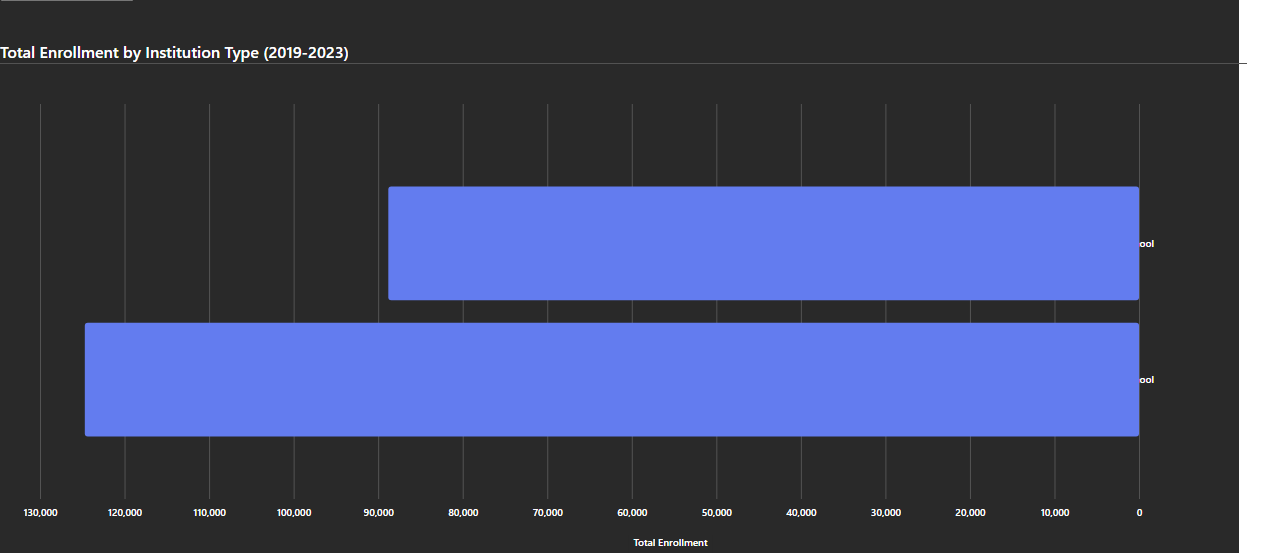 Total Enrollment by Institution Type (2019-2023)
ool
ool
130,000 120,000 110,000 100,000 90,000 80,000 70,000 60,000 50,000 40,000 30,000 20,000 10,000 0
Total Enrollment